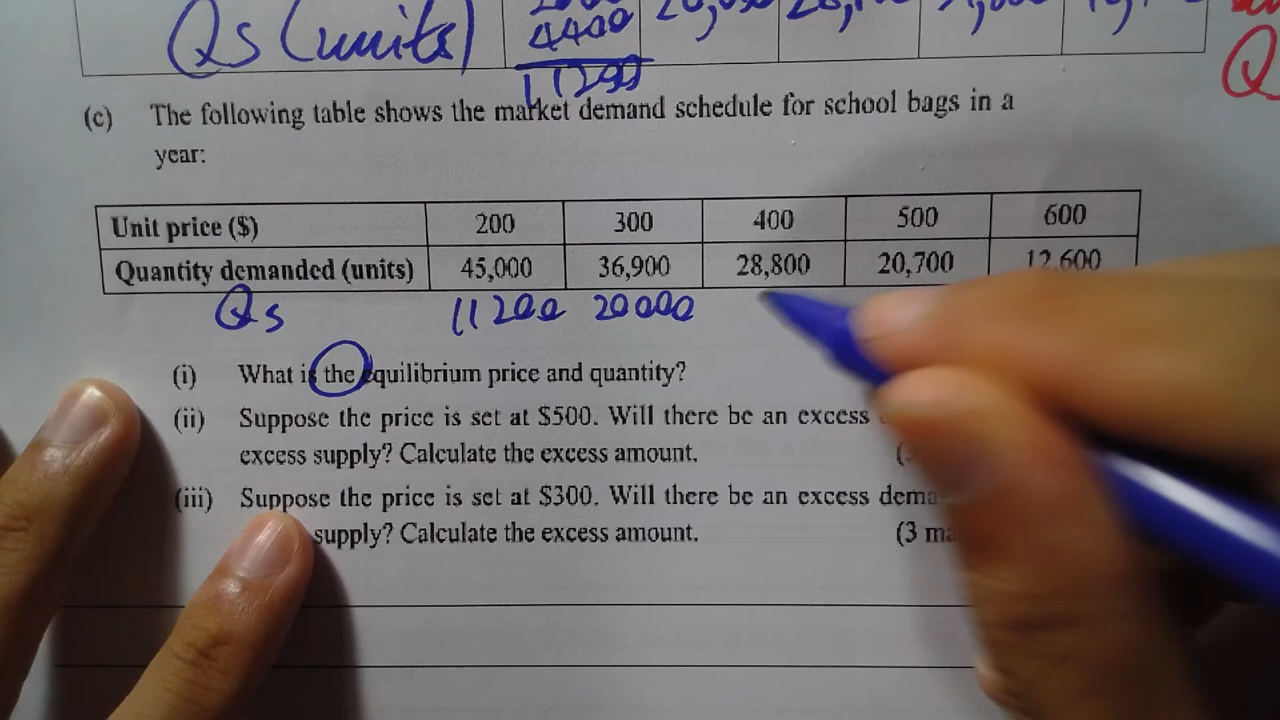 Qs (units) 4400
11200
(c) The following table shows the market demand schedule for school bags in a
year:
Unit price ($) 200 300 400 500 600
Quantity demanded (units) 45,000 36,900 28,800 20,700 12,600
Qs 11200 20000
(i) What is the equilibrium price and quantity?
(ii) Suppose the price is set at $500. Will there be an excess
excess supply? Calculate the excess amount.
(iii) Suppose the price is set at $300. Will there be an excess dema
supply? Calculate the excess amount. (3 ma
Q